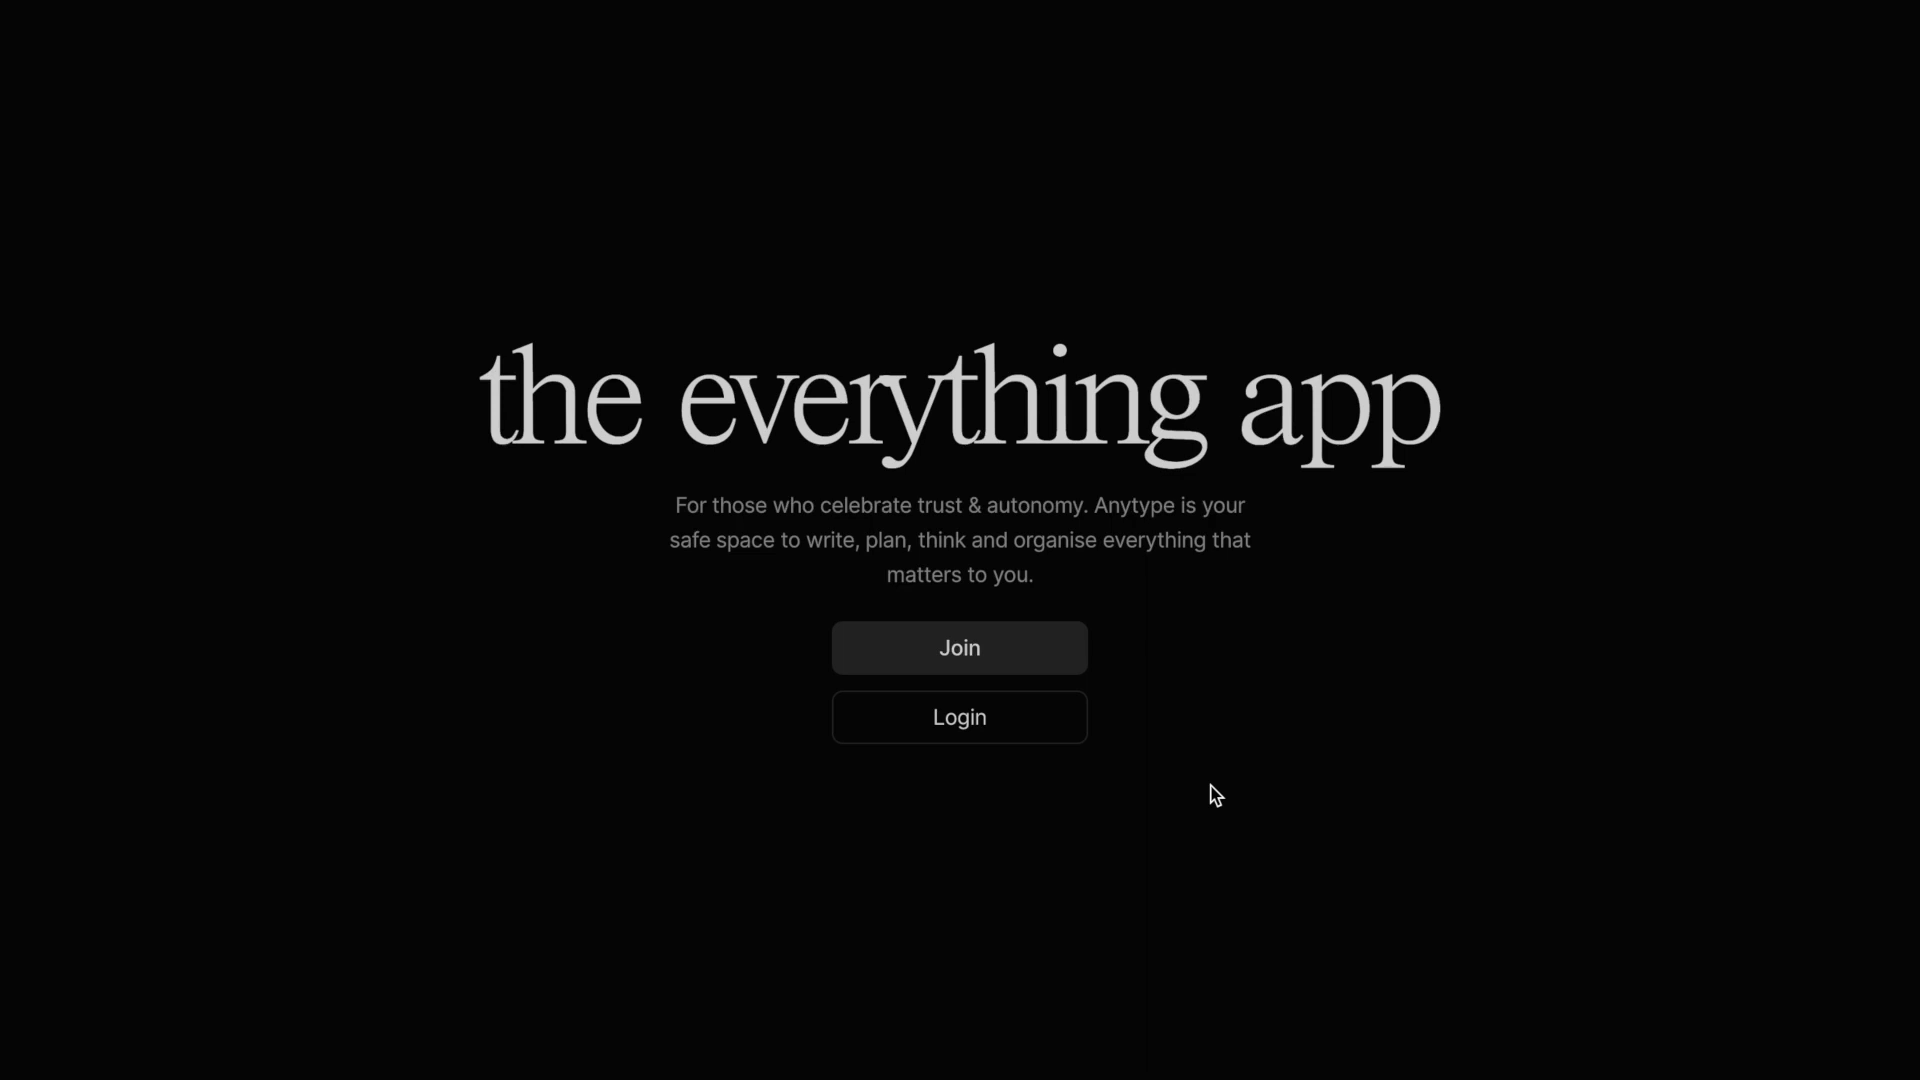 the everything app
For those who celebrate trust & autonomy. Anytype is your
safe space to write, plan, think and organise everything that
matters to you.
Join
Login